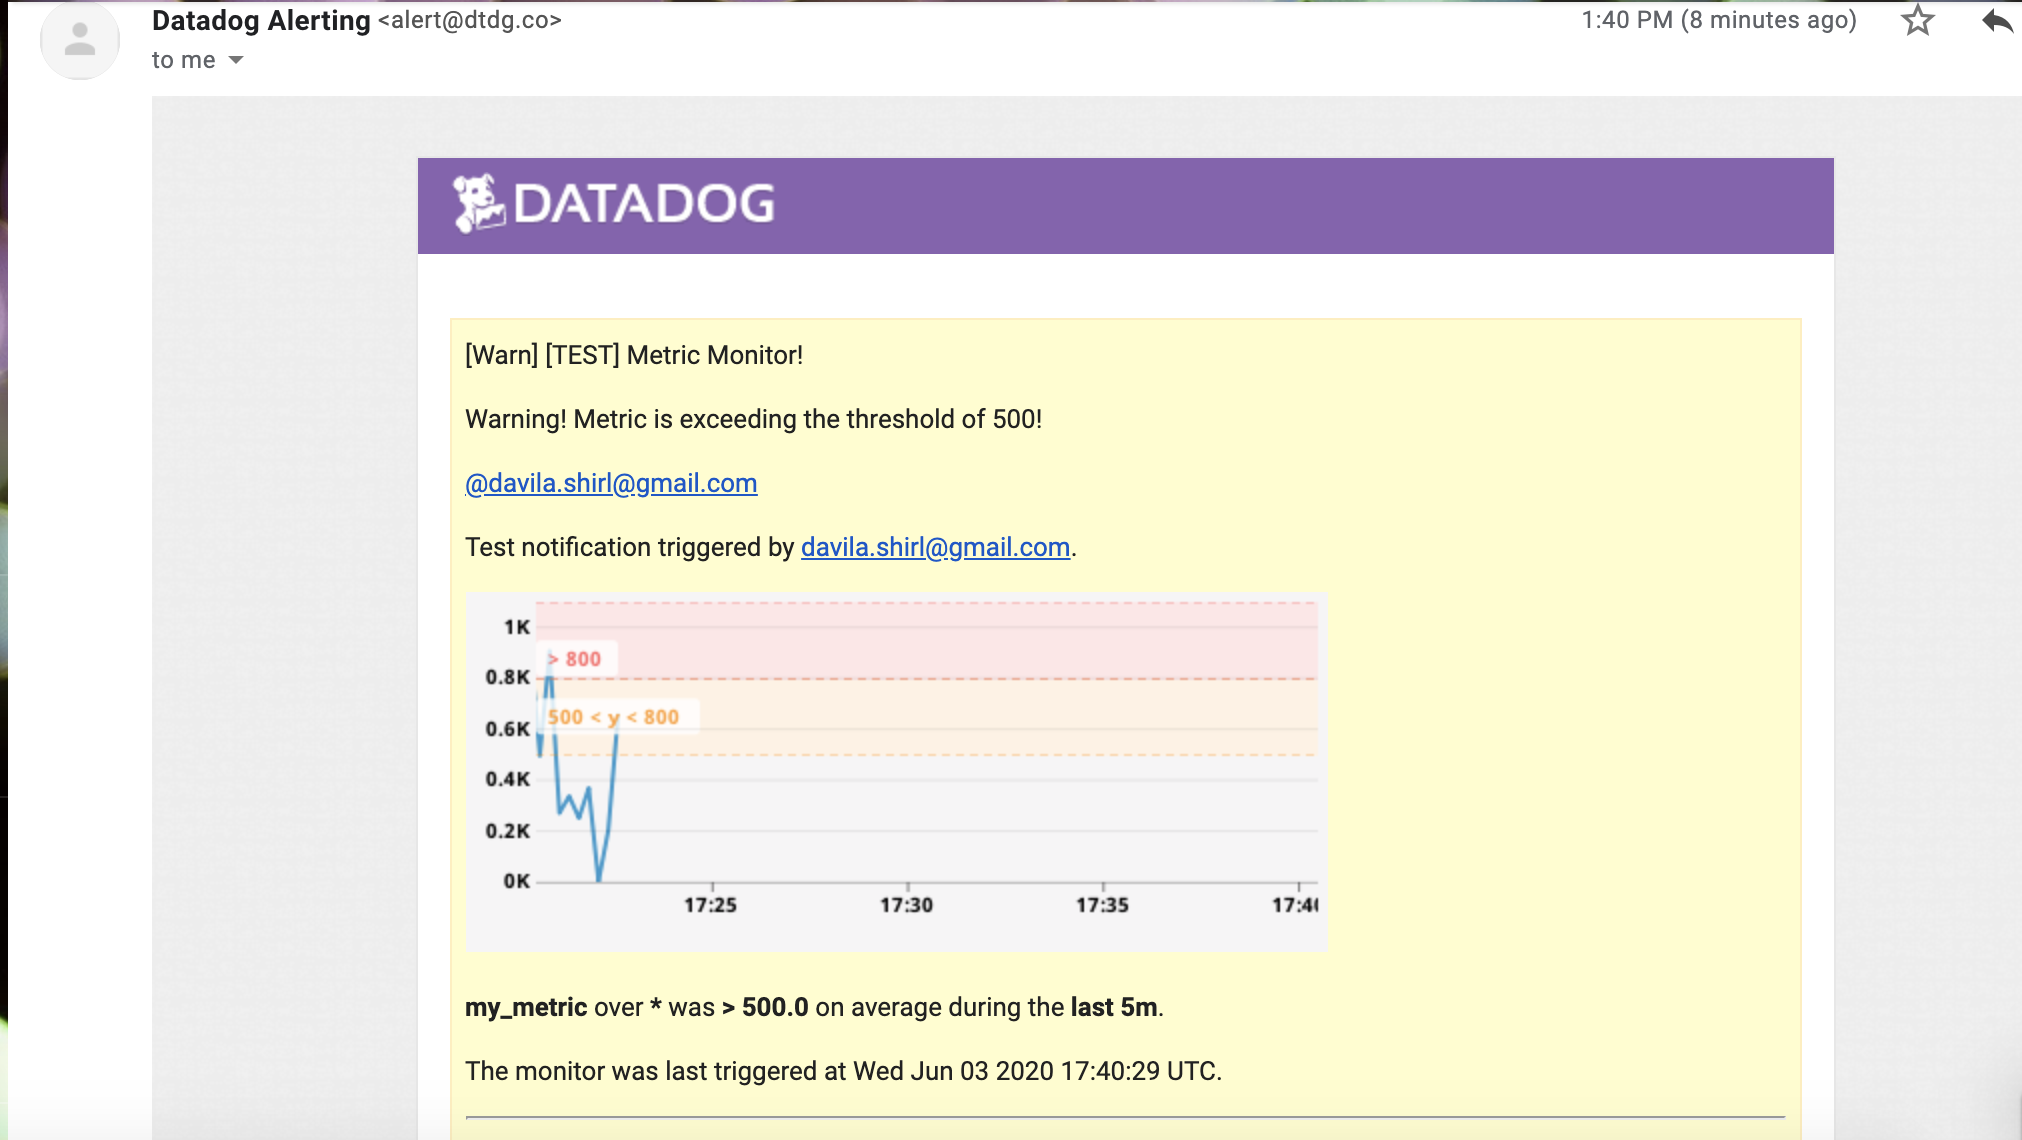 Datadog Alerting <alert@dtdg.co>
1:40 PM (8 minutes ago)
to me
DATADOG
[Warn] [TEST] Metric Monitor!
Warning! Metric is exceeding the threshold of 500!
@davila.shirl@gmail.com
Test notification triggered by davila.shirl@gmail.com.
1K
> 800
0.8K
500 < y < 800
0.6K
0.4K
0.2K
0K
17:25 17:30 17:35 17:40
my_metric over * was > 500.0 on average during the last 5m.
The monitor was last triggered at Wed Jun 03 2020 17:40:29 UTC.